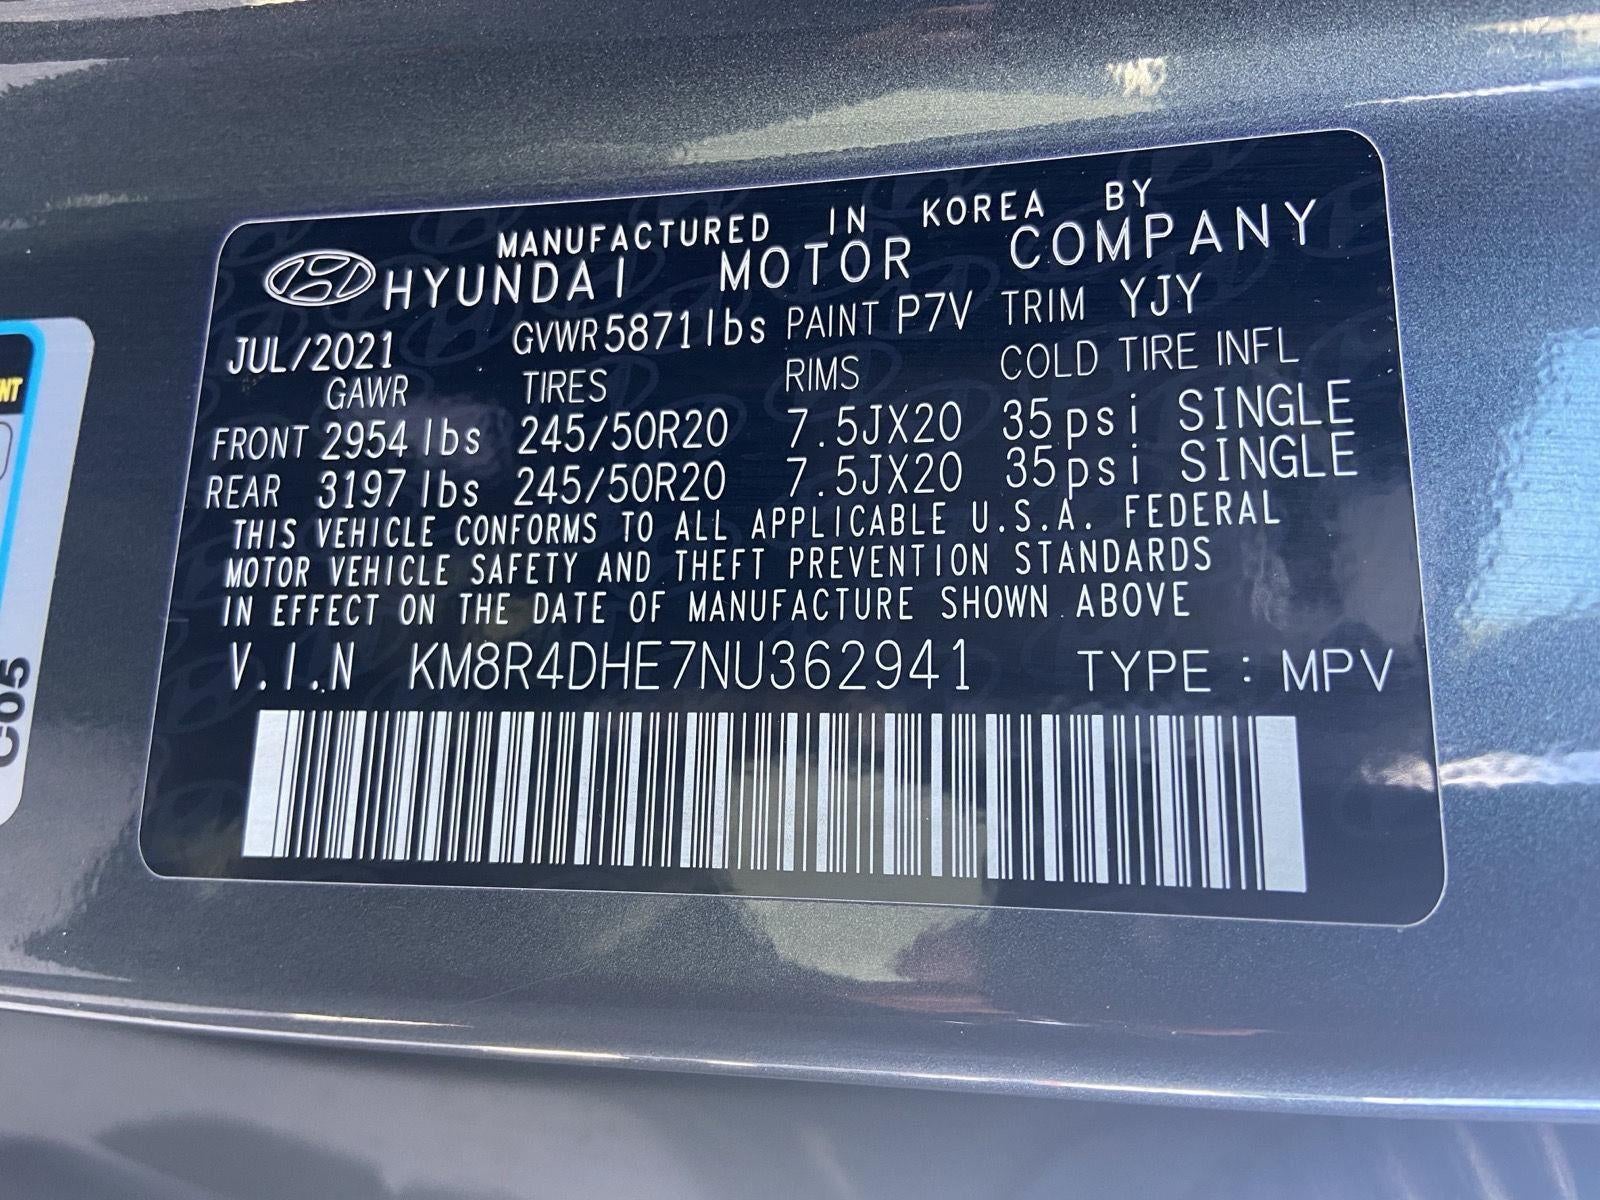 MANUFACTURED IN KOREA BY
HYUNDAI MOTOR COMPANY
JUL/2021 GVWR 5871 lbs PAINT P7V TRIM YJY
GAWR TIRES RIMS COLD TIRE INFL
FRONT 2954 lbs 245/50R20 7.5JX20 35psi SINGLE
REAR 3197 lbs 245/50R20 7.5JX20 35psi SINGLE
THIS VEHICLE CONFORMS TO ALL APPLICABLE U.S.A. FEDERAL
MOTOR VEHICLE SAFETY AND THEFT PREVENTION STANDARDS
IN EFFECT ON THE DATE OF MANUFACTURE SHOWN ABOVE
V.I.N KM8R4DHE7NU362941 TYPE : MPV
NT
C05